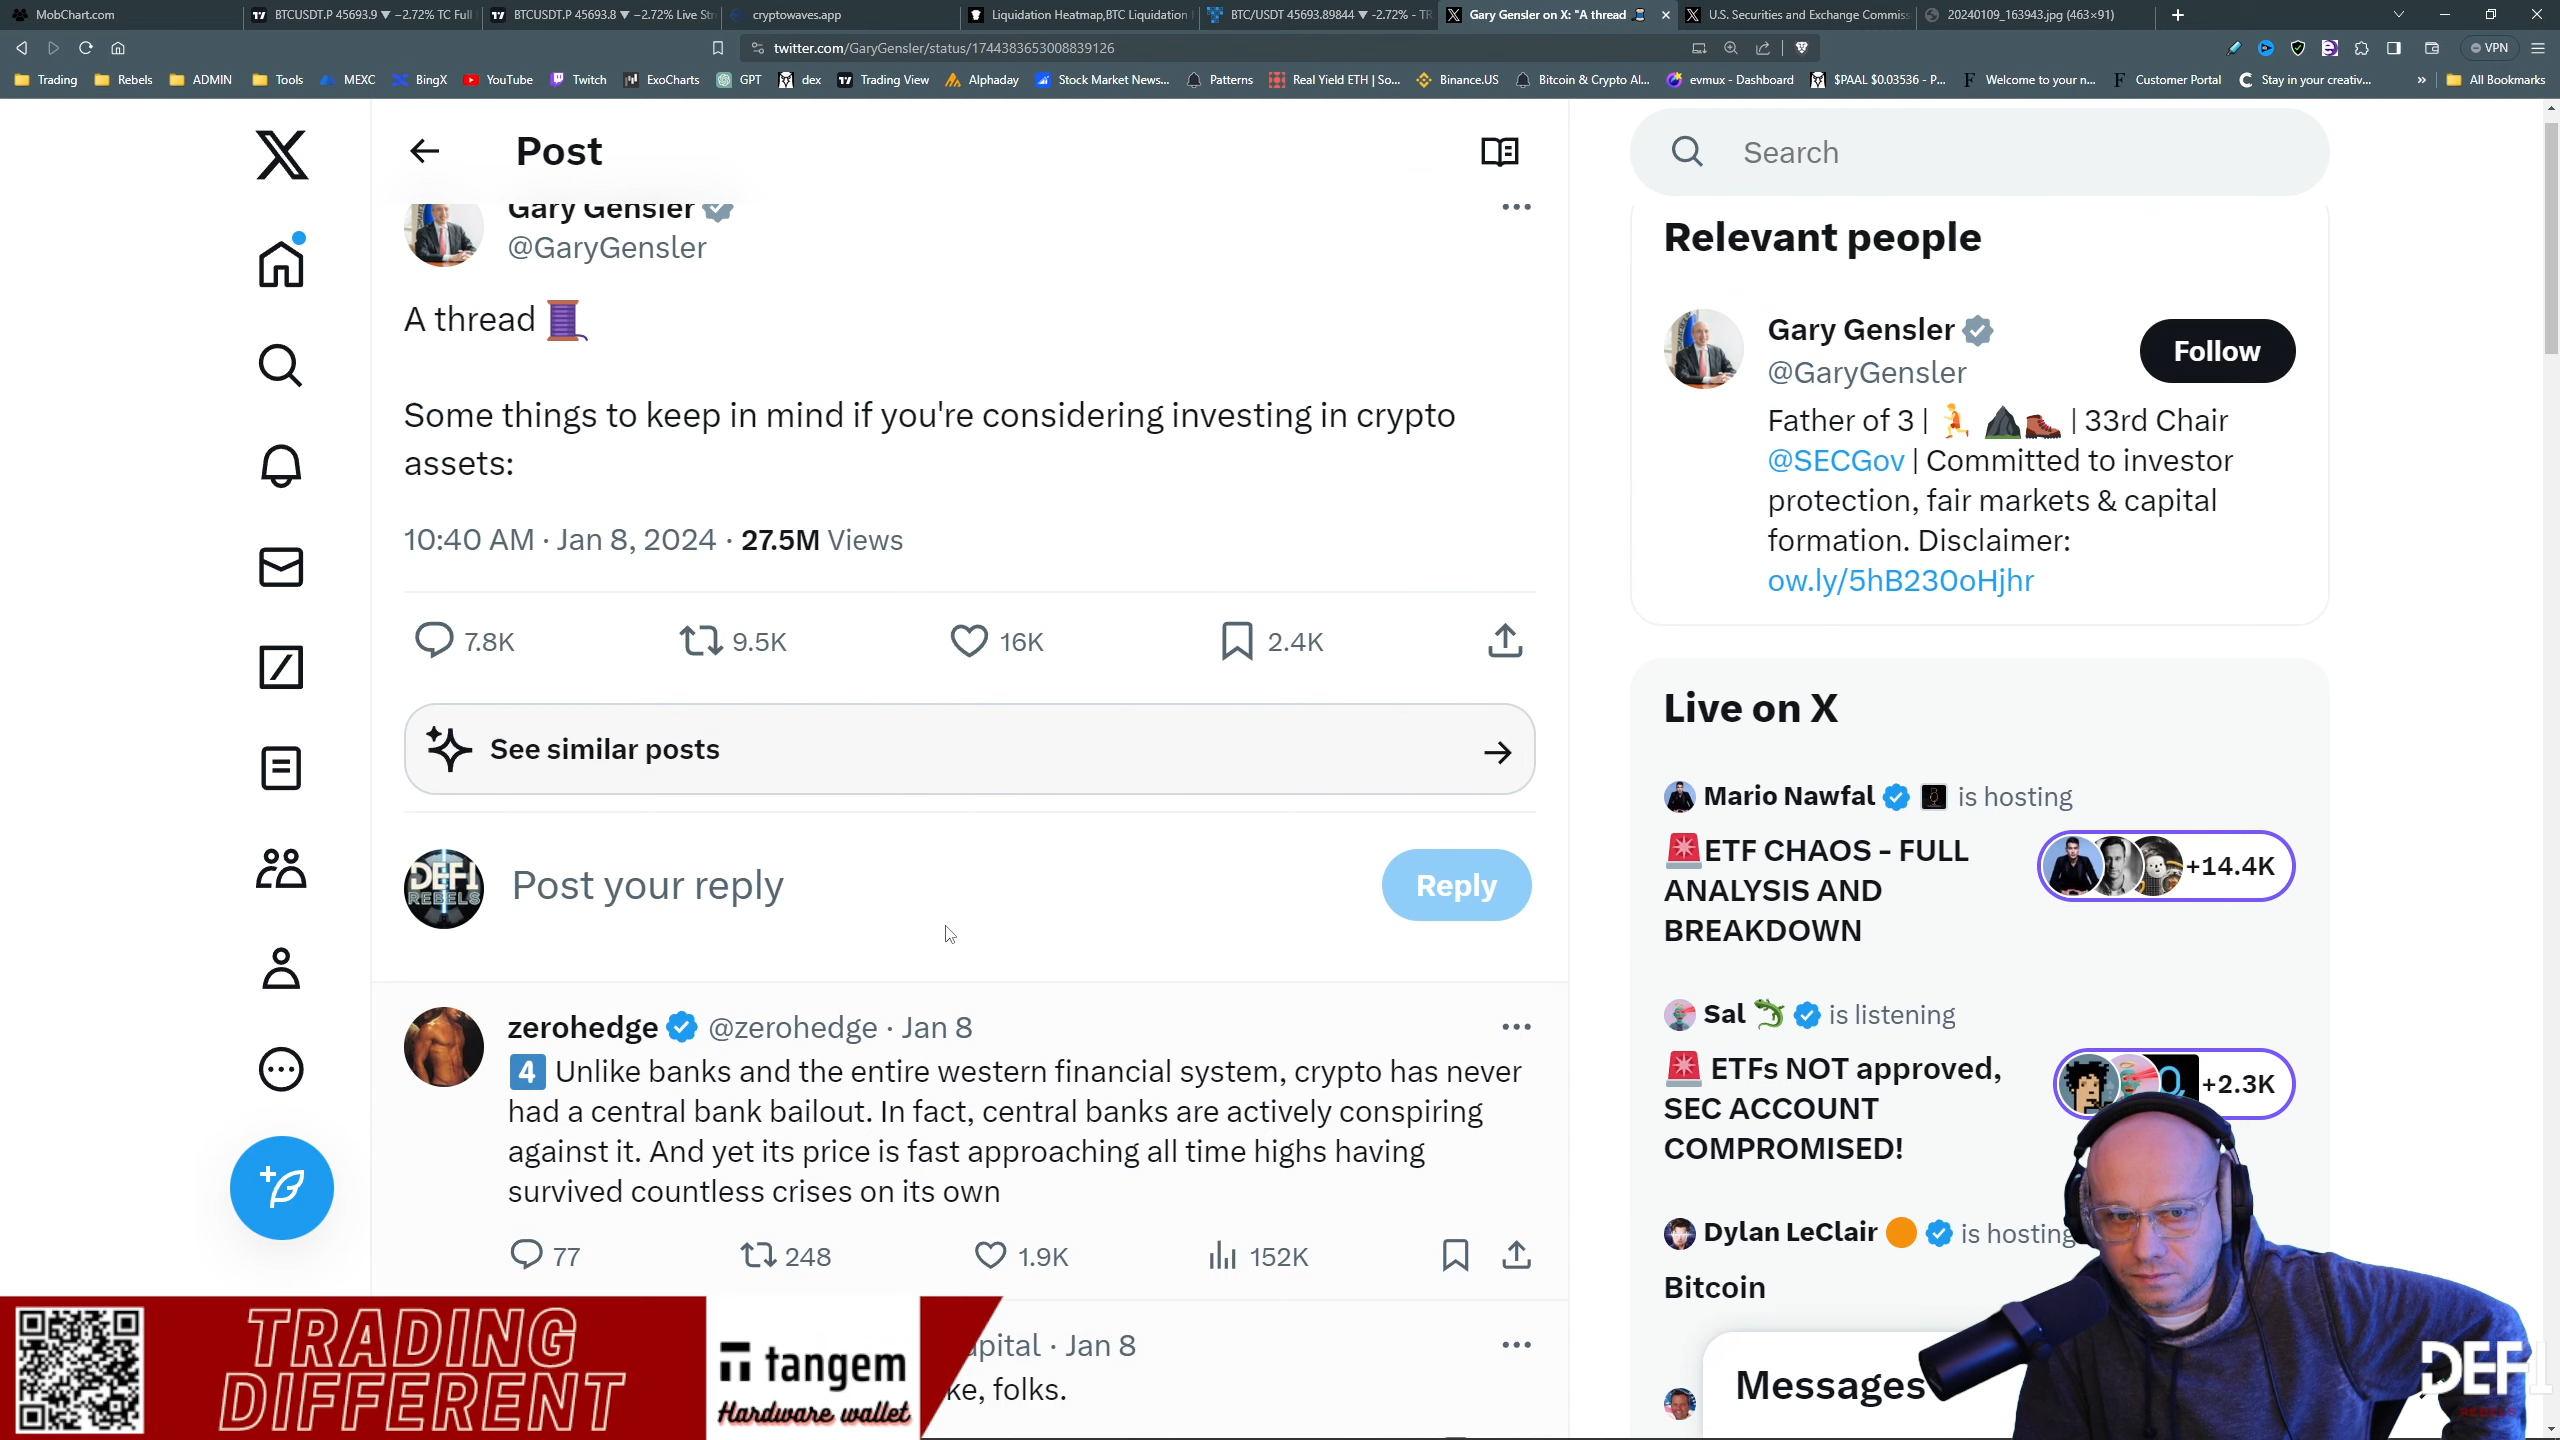 MobChart.com
BTCUSDT.P 45693.9 ▼ −2.72% TC Full
BTCUSDT.P 45693.8 ▼ −2.72% Live Str
cryptowaves.app
Liquidation Heatmap,BTC Liquidation
BTC/USDT 45693.89844 ▼ -2.72% - TR
Gary Gensler on X: "A thread 🧵
U.S. Securities and Exchange Commiss
20240109_163943.jpg (463×91)
twitter.com/GaryGensler/status/1744383653008839126
VPN
Trading
Rebels
ADMIN
Tools
MEXC
BingX
YouTube
Twitch
ExoCharts
GPT
dex
Trading View
Alphaday
Stock Market News...
Patterns
Real Yield ETH | So...
Binance.US
Bitcoin & Crypto Al...
evmux - Dashboard
$PAAL $0.03536 - P...
Welcome to your n...
Customer Portal
Stay in your creativ...
All Bookmarks
Post
Gary Gensler
@GaryGensler
A thread 🧵
Some things to keep in mind if you're considering investing in crypto
assets:
10:40 AM · Jan 8, 2024 · 27.5M Views
7.8K
9.5K
16K
2.4K
See similar posts
Post your reply
Reply
zerohedge @zerohedge · Jan 8
4️⃣ Unlike banks and the entire western financial system, crypto has never
had a central bank bailout. In fact, central banks are actively conspiring
against it. And yet its price is fast approaching all time highs having
survived countless crises on its own
77
248
1.9K
152K
apital · Jan 8
ke, folks.
Search
Relevant people
Gary Gensler
@GaryGensler
Follow
Father of 3 | 🏃 ⛰️🥾 | 33rd Chair
@SECGov | Committed to investor
protection, fair markets & capital
formation. Disclaimer:
ow.ly/5hB230oHjhr
Live on X
Mario Nawfal is hosting
🚨ETF CHAOS - FULL
ANALYSIS AND
BREAKDOWN
+14.4K
Sal 🦎 is listening
🚨 ETFs NOT approved,
SEC ACCOUNT
COMPROMISED!
+2.3K
Dylan LeClair 🟠 is hosting
Bitcoin
Messages
TRADING
DIFFERENT
tangem
Hardware wallet
DEFI
REBELS
DEFI
REBELS